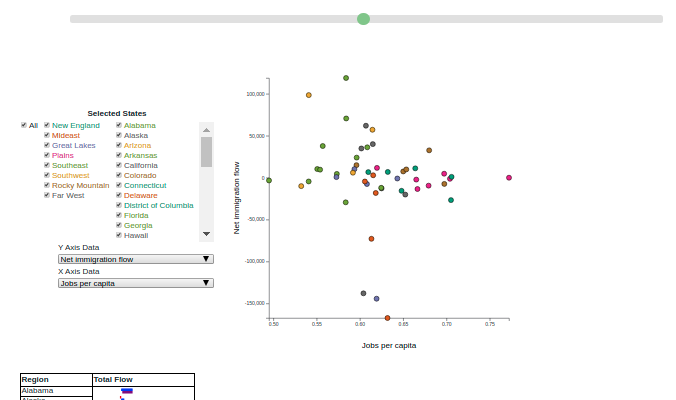 Selected States
All
New England
Mideast
Great Lakes
Plains
Southeast
Southwest
Rocky Mountain
Far West
Alabama
Alaska
Arizona
Arkansas
California
Colorado
Connecticut
Delaware
District of Columbia
Florida
Georgia
Hawaii
Y Axis Data
Net immigration flow
X Axis Data
Jobs per capita
Net immigration flow
100,000
50,000
0
-50,000
-100,000
-150,000
0.50 0.55 0.60 0.65 0.70 0.75
Jobs per capita
Region Total Flow
Alabama
Alaska